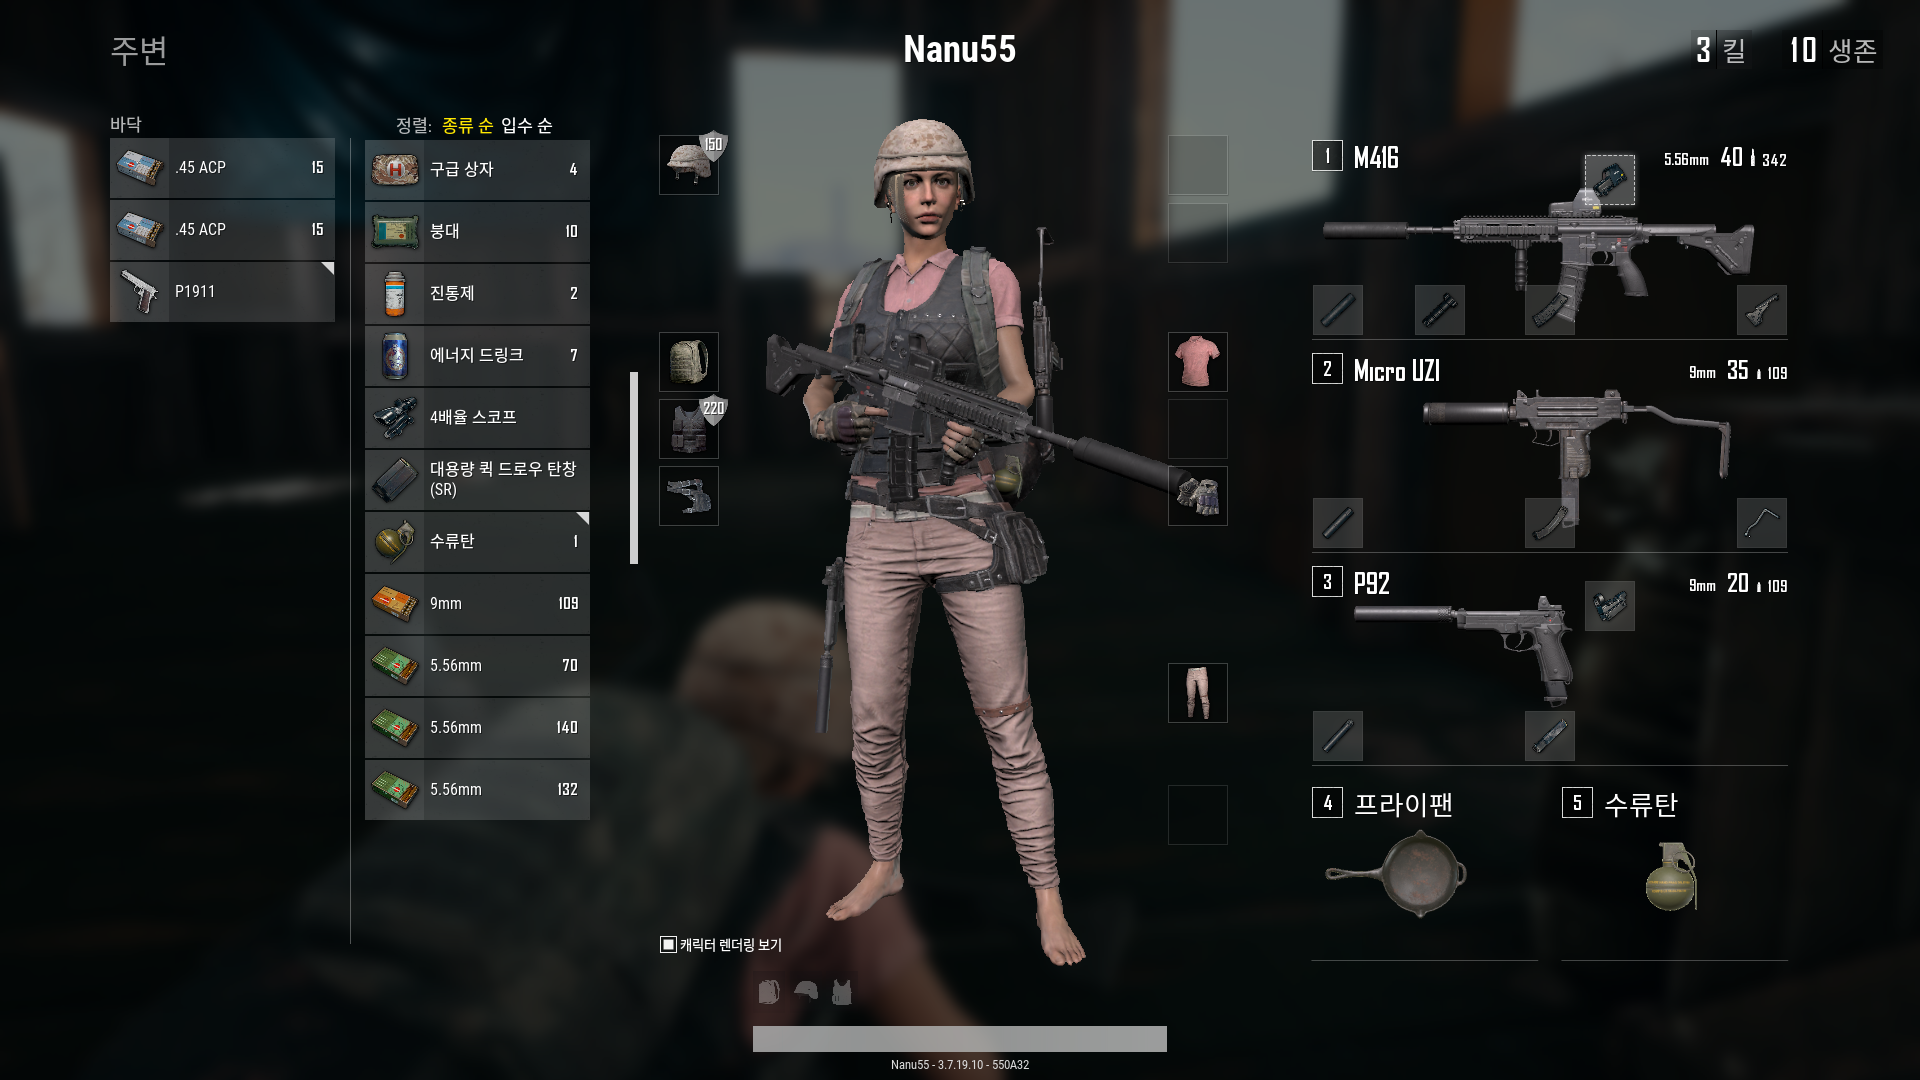 주변
Nanu55
3 킬 10 생존
바닥
.45 ACP 15
.45 ACP 15
P1911
정렬: 종류 순 입수 순
구급 상자 4
붕대 10
진통제 2
에너지 드링크 7
4배율 스코프
대용량 퀵 드로우 탄창
(SR)
수류탄 1
9mm 109
5.56mm 70
5.56mm 140
5.56mm 132
150
220
캐릭터 렌더링 보기
1 M416 5.56mm 40 342
2 Micro UZI 9mm 35 109
3 P92 9mm 20 109
4 프라이팬
5 수류탄
Nanu55 - 3.7.19.10 - 550A32